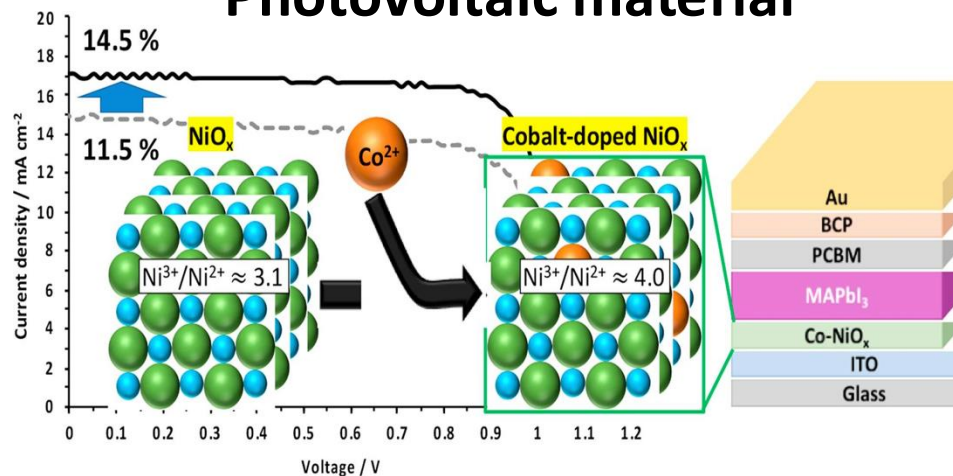 Photovoltaic material
20
18
16
14
12
10
8
6
4
2
0
Current density / mA cm⁻²
14.5 %
11.5 %
NiOₓ
Co²⁺
Cobalt-doped NiOₓ
Ni³⁺/Ni²⁺ ≈ 3.1
Ni³⁺/Ni²⁺ ≈ 4.0
Au
BCP
PCBM
MAPbI₃
Co-NiOₓ
ITO
Glass
0 0.1 0.2 0.3 0.4 0.5 0.6 0.7 0.8 0.9 1 1.1 1.2
Voltage / V